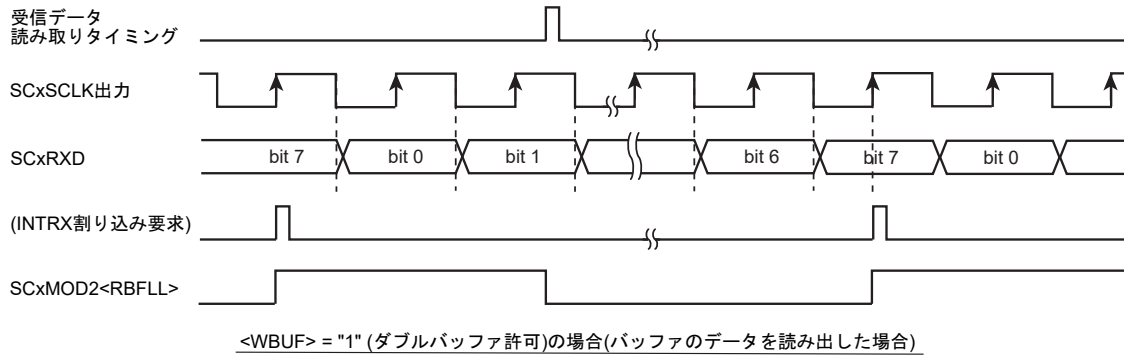 受信データ
読み取りタイミング
SCxSCLK出力
SCxRXD
bit 7 bit 0 bit 1 bit 6 bit 7 bit 0
(INTRX割り込み要求)
SCxMOD2<RBFLL>
<WBUF> = "1" (ダブルバッファ許可)の場合(バッファのデータを読み出した場合)